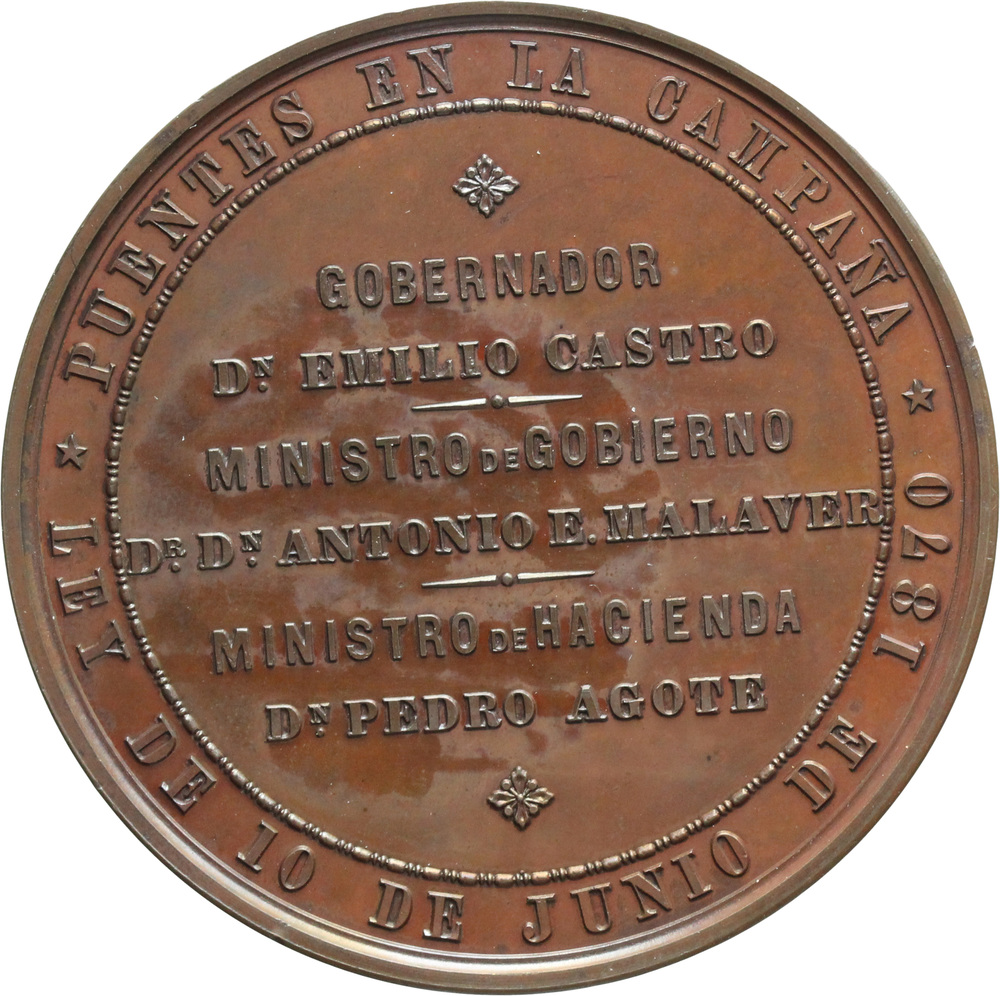 PUENTES EN LA CAMPAÑA
GOBERNADOR
DN. EMILIO CASTRO
MINISTRO DE GOBIERNO
DR. DN. ANTONIO E. MALAVER
MINISTRO DE HACIENDA
DN. PEDRO AGOTE
LEY DE 10 DE JUNIO DE 1870